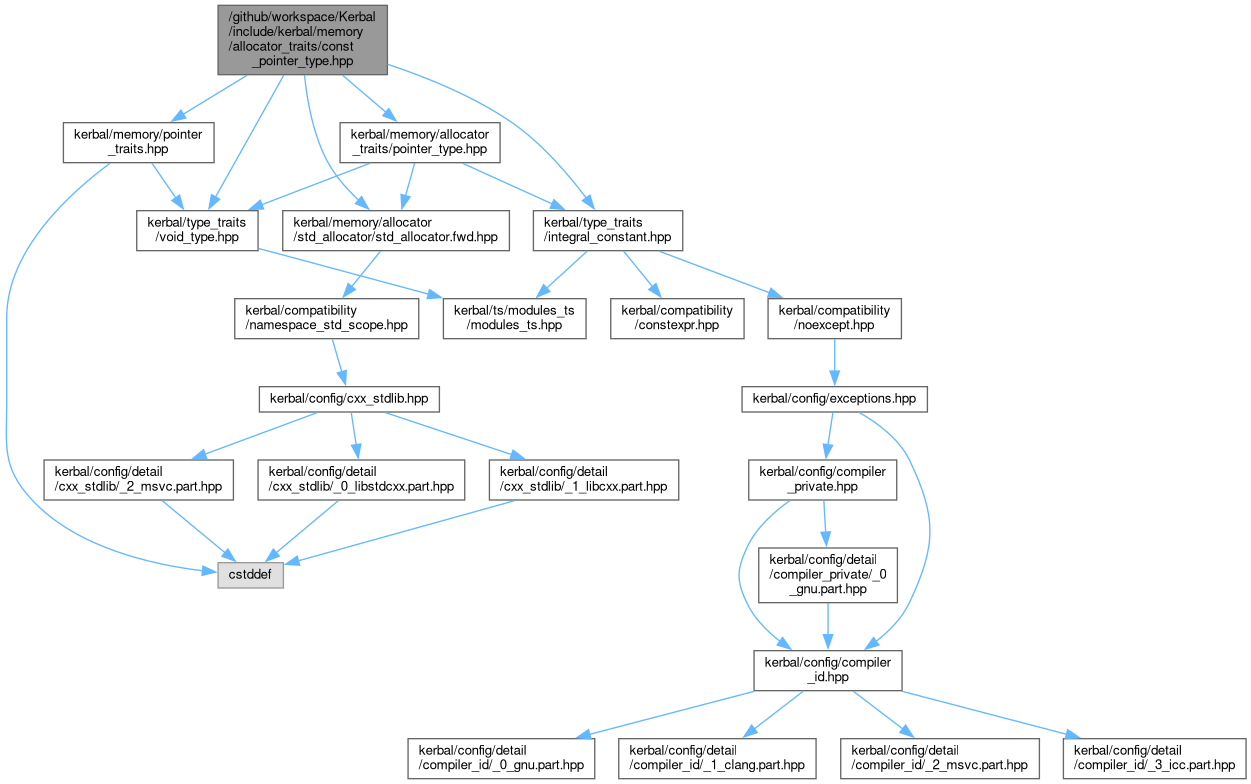 /github/workspace/Kerbal
/include/kerbal/memory
/allocator_traits/const
_pointer_type.hpp
kerbal/memory/pointer
_traits.hpp
kerbal/memory/allocator
_traits/pointer_type.hpp
kerbal/type_traits
/void_type.hpp
kerbal/memory/allocator
/std_allocator/std_allocator.fwd.hpp
kerbal/type_traits
/integral_constant.hpp
kerbal/compatibility
/namespace_std_scope.hpp
kerbal/ts/modules_ts
/modules_ts.hpp
kerbal/compatibility
/constexpr.hpp
kerbal/compatibility
/noexcept.hpp
kerbal/config/cxx_stdlib.hpp
kerbal/config/exceptions.hpp
kerbal/config/detail
/cxx_stdlib/_2_msvc.part.hpp
kerbal/config/detail
/cxx_stdlib/_0_libstdcxx.part.hpp
kerbal/config/detail
/cxx_stdlib/_1_libcxx.part.hpp
kerbal/config/compiler
_private.hpp
cstddef
kerbal/config/detail
/compiler_private/_0
_gnu.part.hpp
kerbal/config/compiler
_id.hpp
kerbal/config/detail
/compiler_id/_0_gnu.part.hpp
kerbal/config/detail
/compiler_id/_1_clang.part.hpp
kerbal/config/detail
/compiler_id/_2_msvc.part.hpp
kerbal/config/detail
/compiler_id/_3_icc.part.hpp